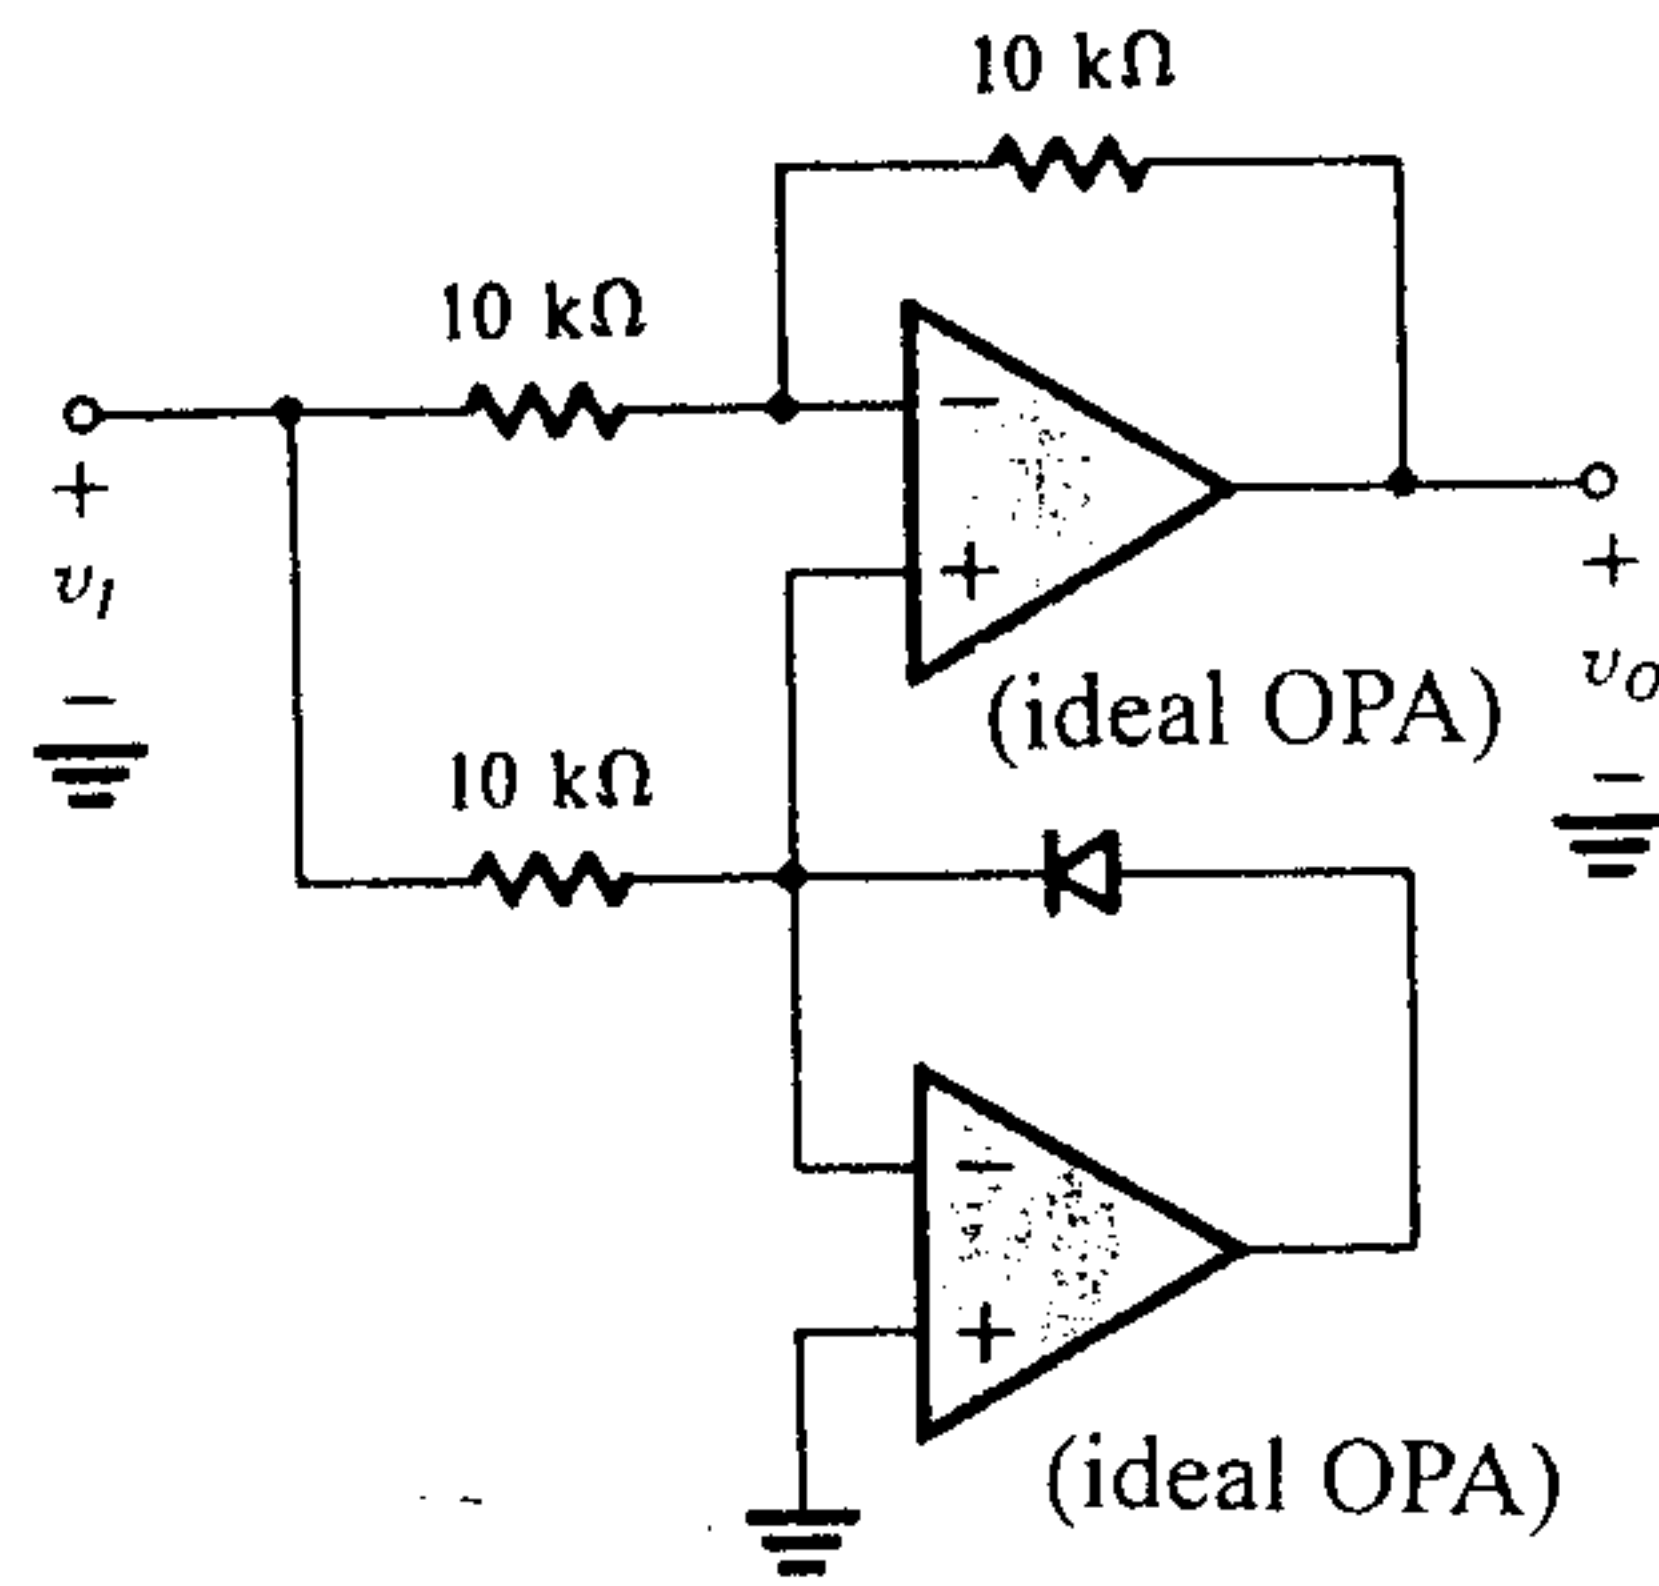 10 kΩ
10 kΩ
−
+
+
v_I
−
+
v_O
−
(ideal OPA)
10 kΩ
−
+
(ideal OPA)